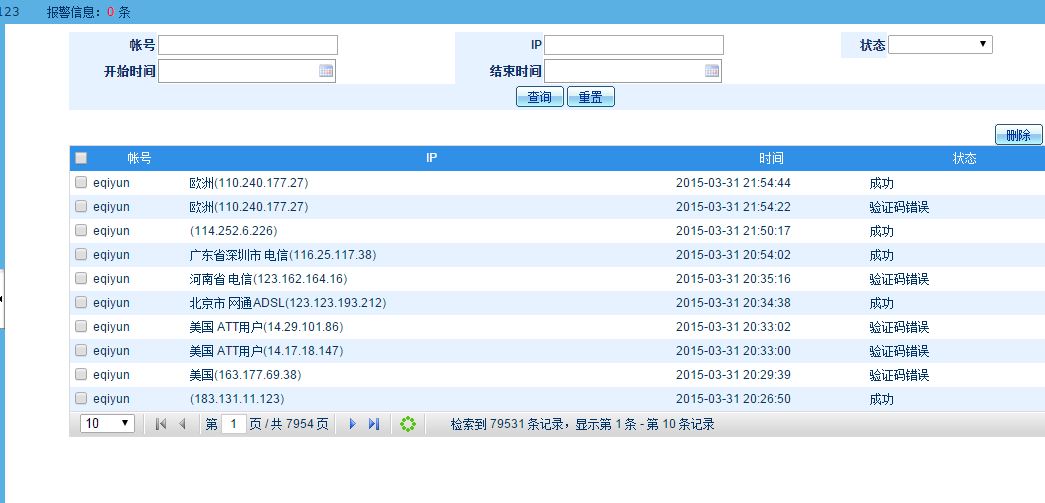 123 报警信息：0 条
帐号 IP 状态
开始时间 结束时间
查询 重置
删除
帐号 IP 时间 状态
eqiyun 欧洲(110.240.177.27) 2015-03-31 21:54:44 成功
eqiyun 欧洲(110.240.177.27) 2015-03-31 21:54:22 验证码错误
eqiyun (114.252.6.226) 2015-03-31 21:50:17 成功
eqiyun 广东省深圳市 电信(116.25.117.38) 2015-03-31 20:54:02 成功
eqiyun 河南省 电信(123.162.164.16) 2015-03-31 20:35:16 验证码错误
eqiyun 北京市 网通ADSL(123.123.193.212) 2015-03-31 20:34:38 成功
eqiyun 美国 ATT用户(14.29.101.86) 2015-03-31 20:33:02 验证码错误
eqiyun 美国 ATT用户(14.17.18.147) 2015-03-31 20:33:00 验证码错误
eqiyun 美国(163.177.69.38) 2015-03-31 20:29:39 验证码错误
eqiyun (183.131.11.123) 2015-03-31 20:26:50 成功
10 第 1 页 / 共 7954 页 检索到 79531 条记录，显示第 1 条 - 第 10 条记录